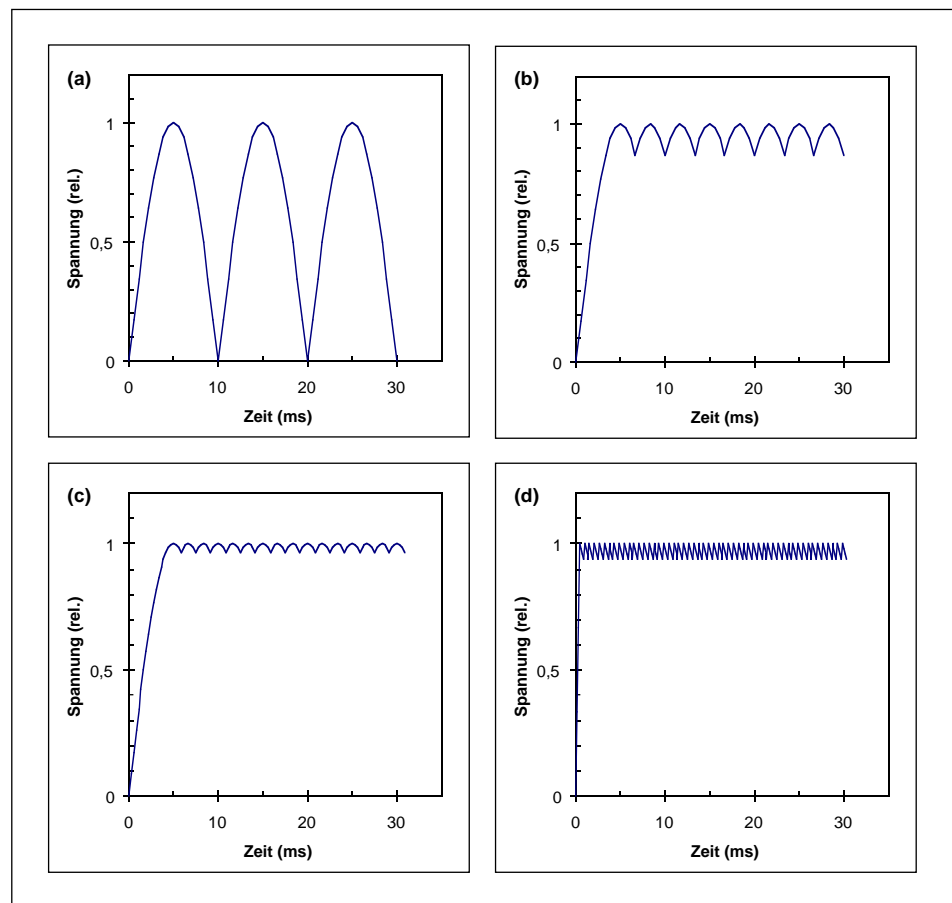 (a)
Spannung (rel.)
1
0,5
0
0 10 20 30
Zeit (ms)
(b)
Spannung (rel.)
1
0,5
0
0 10 20 30
Zeit (ms)
(c)
Spannung (rel.)
1
0,5
0
0 10 20 30
Zeit (ms)
(d)
Spannung (rel.)
1
0,5
0
0 10 20 30
Zeit (ms)